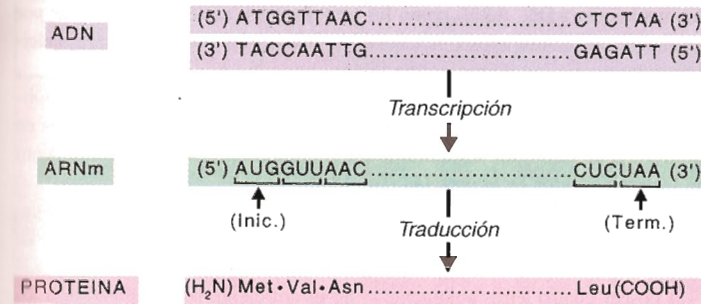 (5') ATGGTTAAC..............................CTCTAA (3')
ADN
(3') TACCAATTG..............................GAGATT (5')
Transcripción
ARNm (5') AUGGUUAAC..............................CUCUAA (3')
(Inic.) (Term.)
Traducción
PROTEINA (H₂N) Met·Val·Asn..............................Leu(COOH)